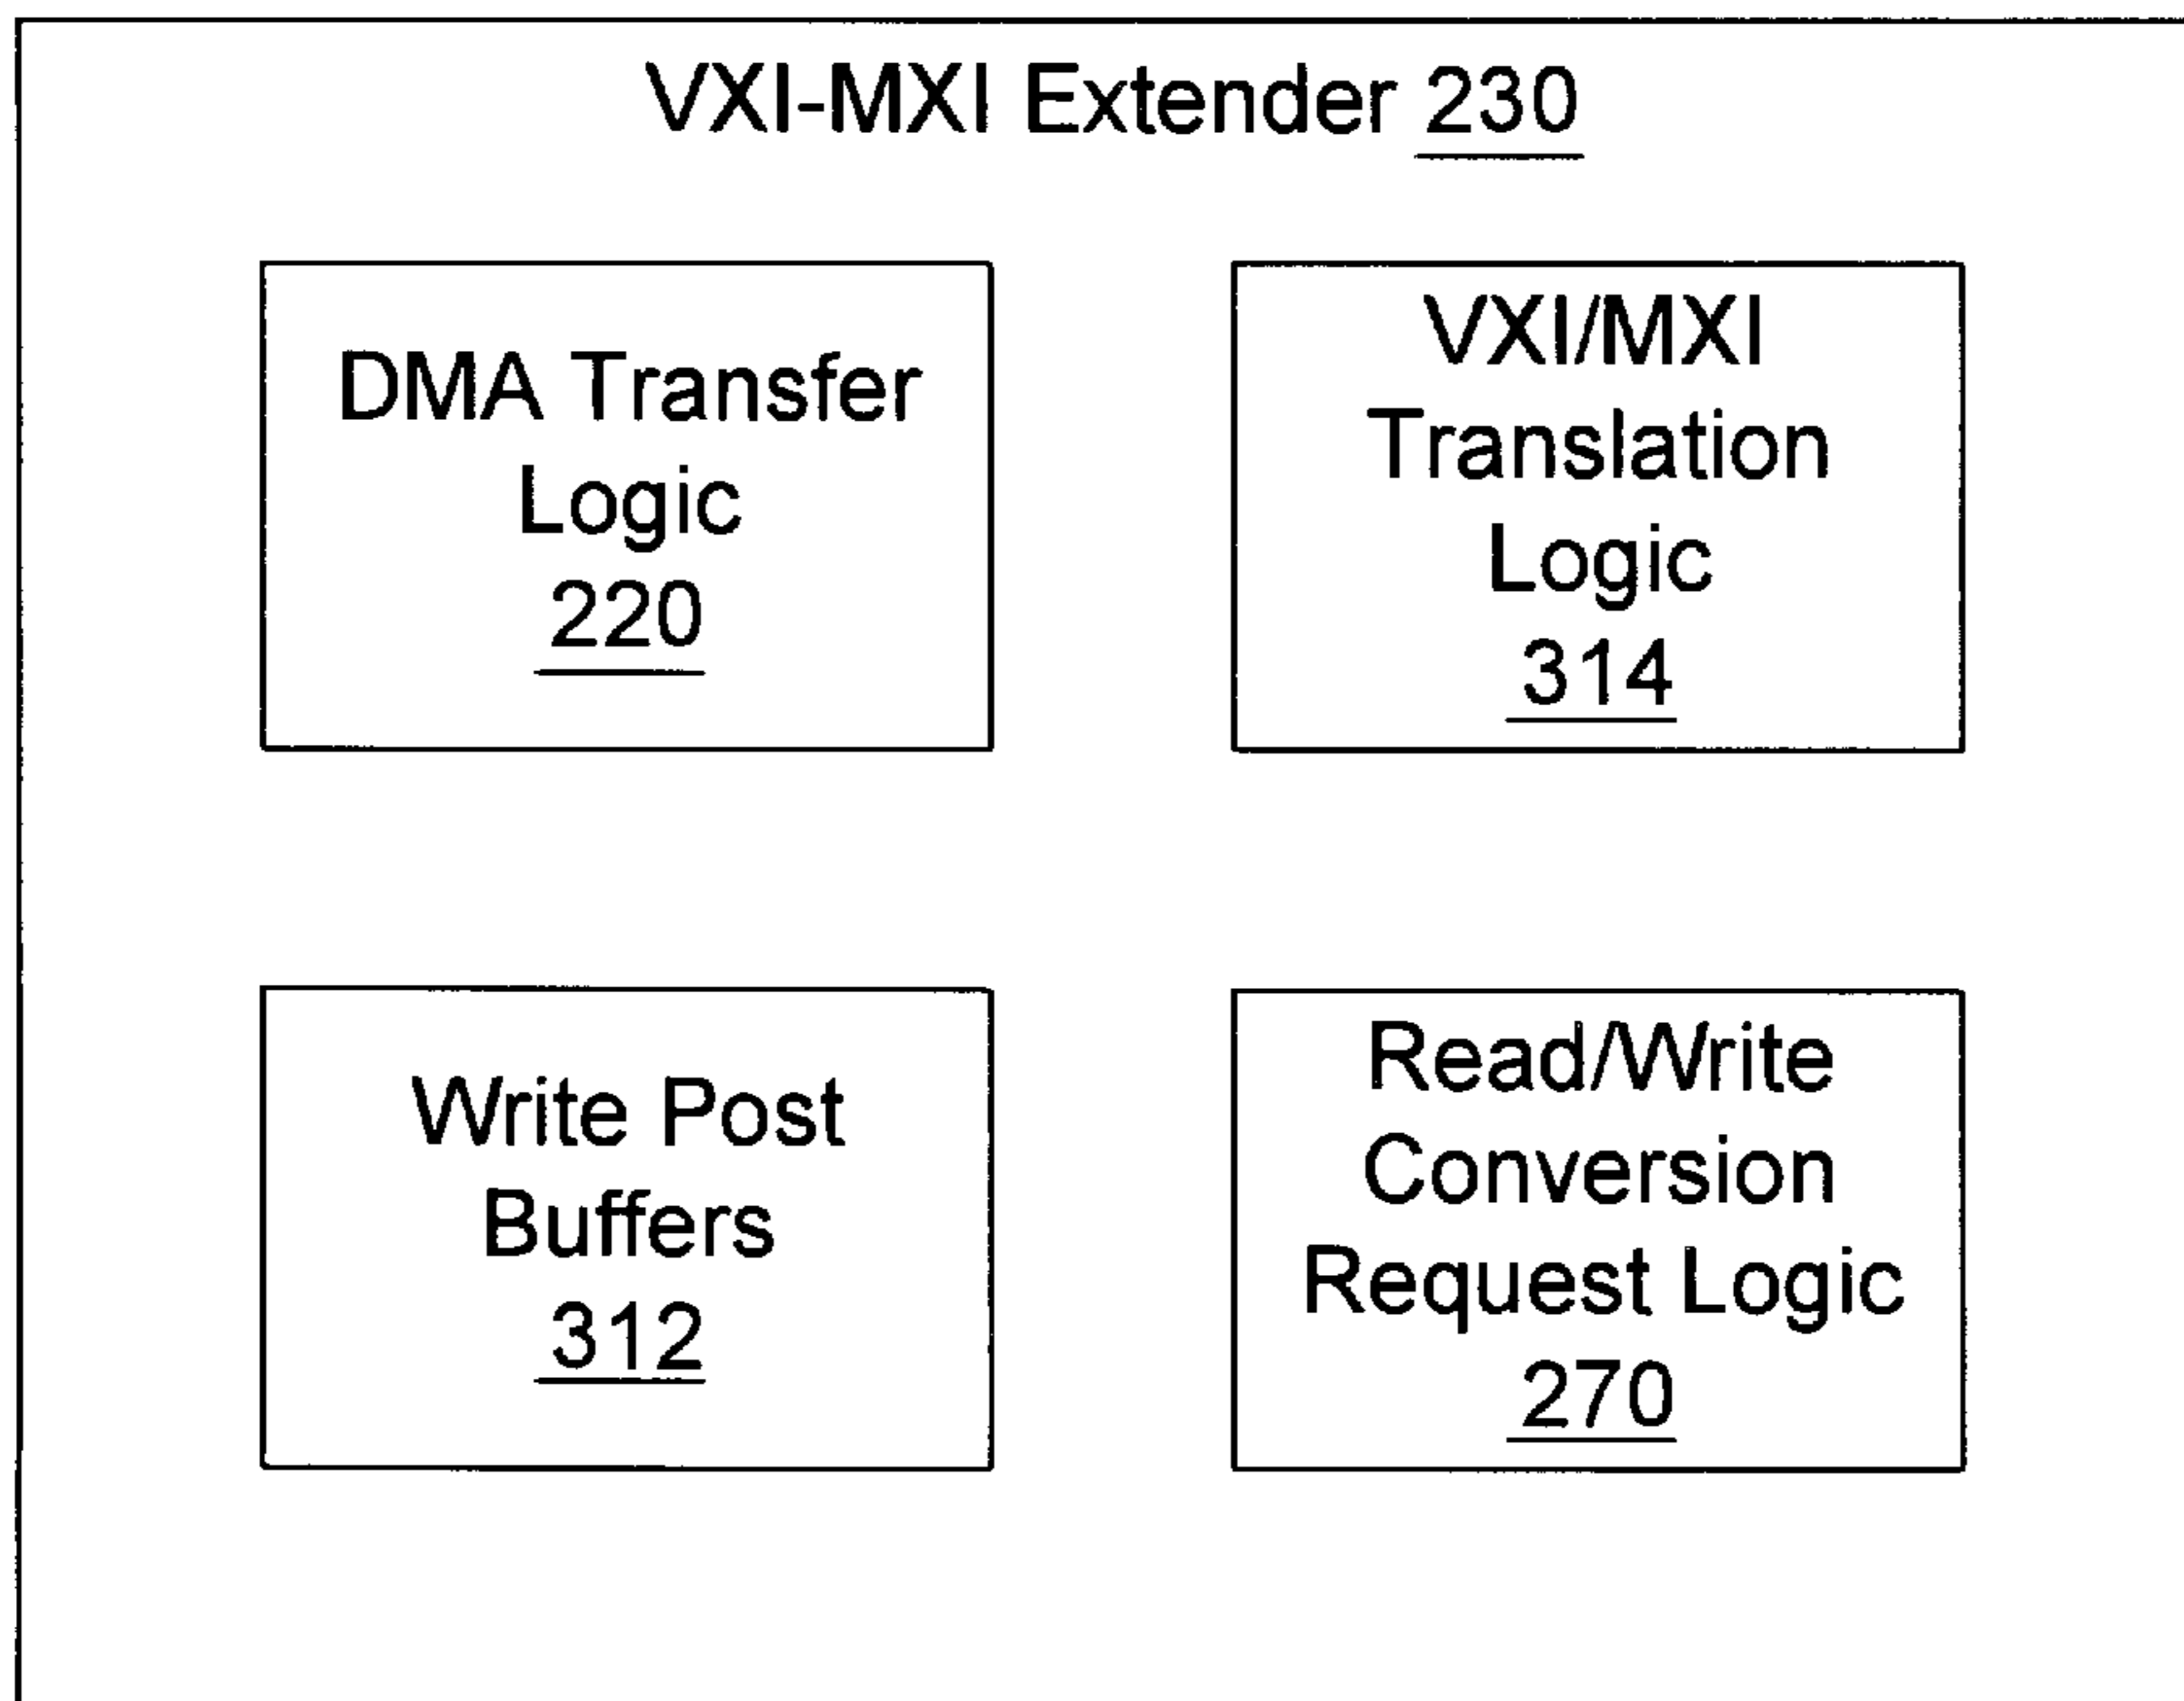 VXI-MXI Extender 230
DMA Transfer
Logic
220
VXI/MXI
Translation
Logic
314
Write Post
Buffers
312
Read/Write
Conversion
Request Logic
270